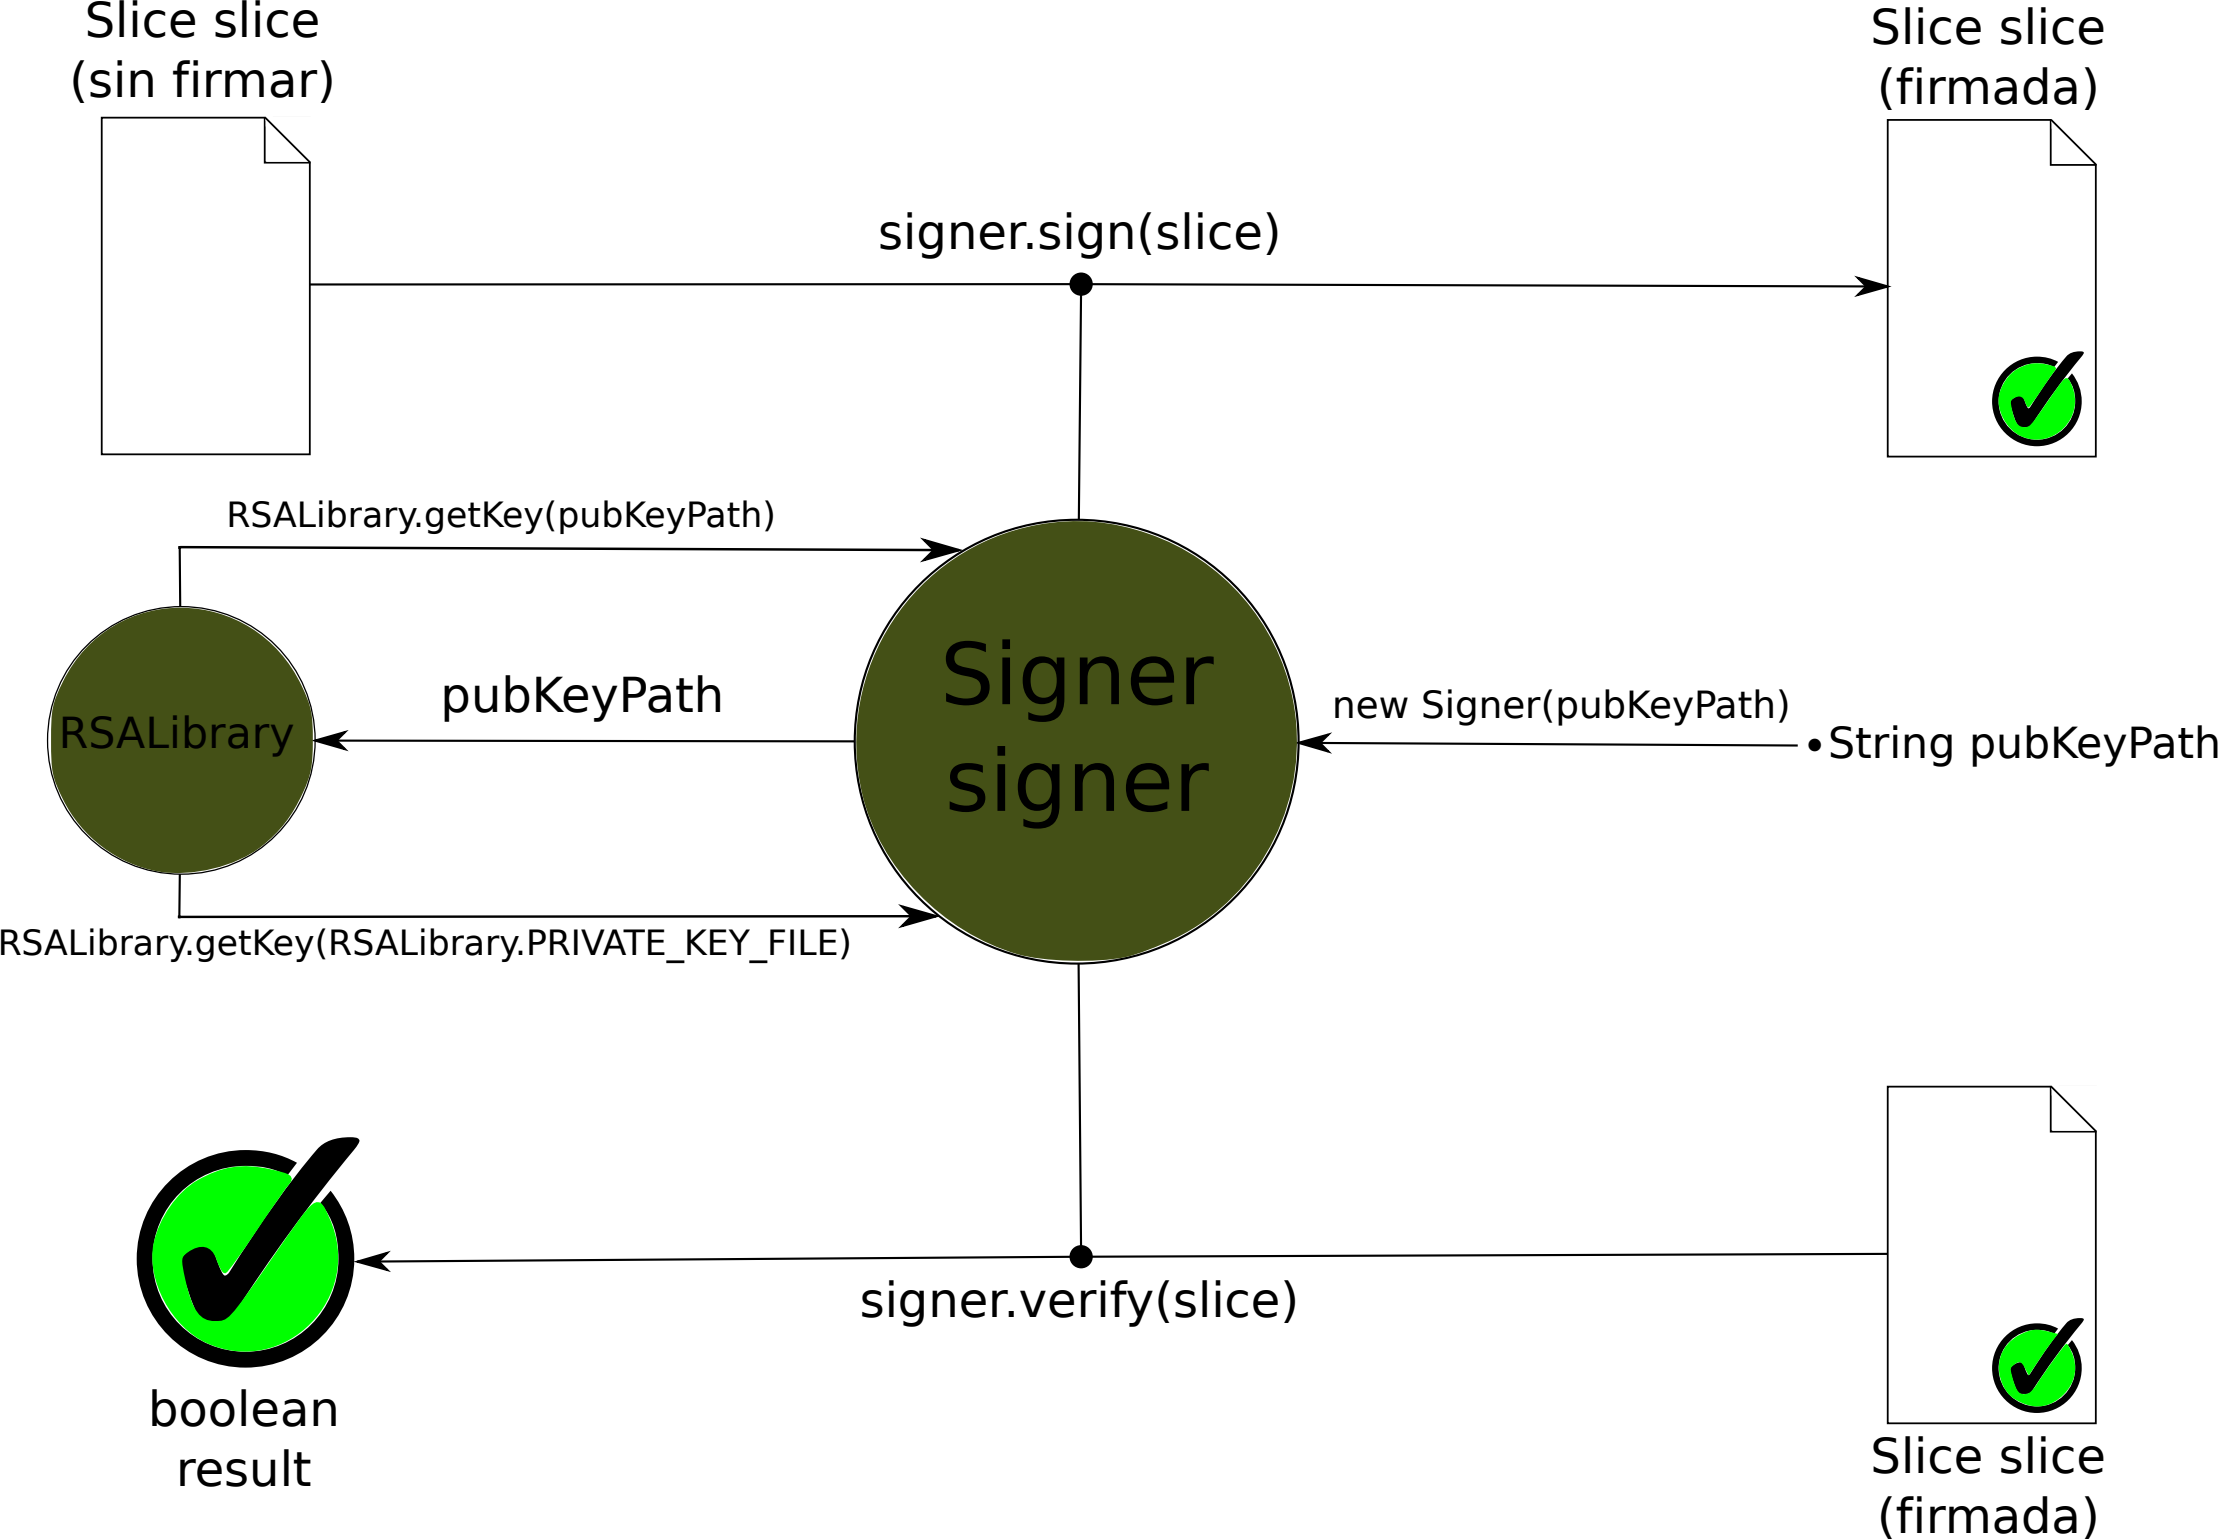 Slice slice
(sin firmar)
Slice slice
(firmada)
signer.sign(slice)
RSALibrary.getKey(pubKeyPath)
Signer
signer
pubKeyPath
RSALibrary
new Signer(pubKeyPath)
•String pubKeyPath
RSALibrary.getKey(RSALibrary.PRIVATE_KEY_FILE)
signer.verify(slice)
boolean
result
Slice slice
(firmada)